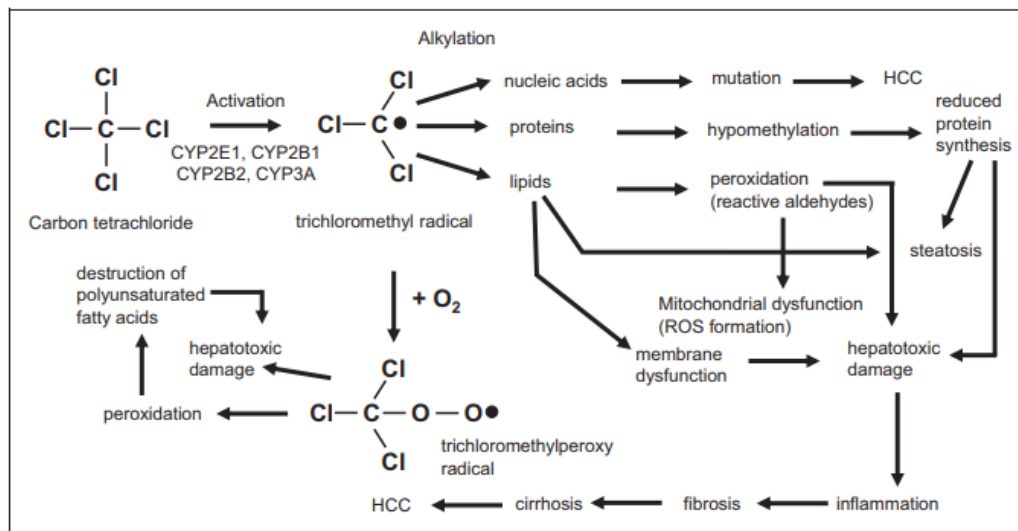 Alkylation
Cl
Cl
C
Cl
Cl
Activation
CYP2E1, CYP2B1
CYP2B2, CYP3A
Carbon tetrachloride
Cl
Cl
C
●
Cl
trichloromethyl radical
nucleic acids
mutation
HCC
proteins
hypomethylation
reduced
protein
synthesis
lipids
peroxidation
(reactive aldehydes)
steatosis
Mitochondrial dysfunction
(ROS formation)
membrane
dysfunction
hepatotoxic
damage
+ O2
destruction of
polyunsaturated
fatty acids
hepatotoxic
damage
peroxidation
Cl
Cl
C
O
O●
Cl
trichloromethylperoxy
radical
HCC
cirrhosis
fibrosis
inflammation